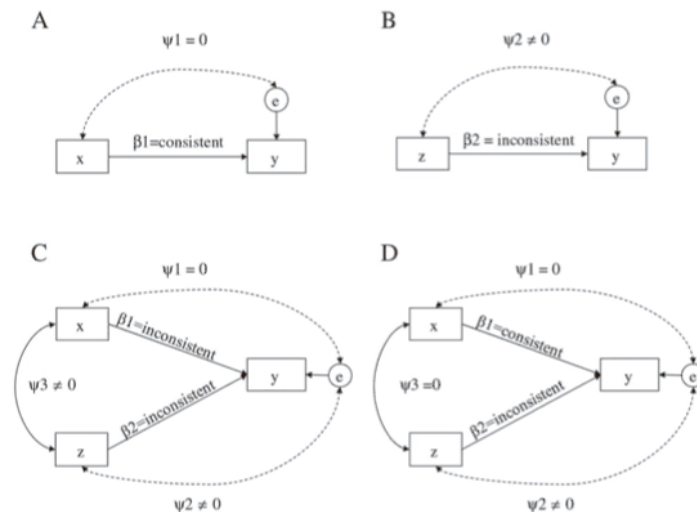 A
ψ1 = 0
e
x
β1=consistent
y
B
ψ2 ≠ 0
e
z
β2 = inconsistent
y
C
ψ1 = 0
x
β1=inconsistent
ψ3 ≠ 0
y
e
β2=inconsistent
z
ψ2 ≠ 0
D
ψ1 = 0
x
β1=consistent
ψ3 =0
y
e
β2=inconsistent
z
ψ2 ≠ 0